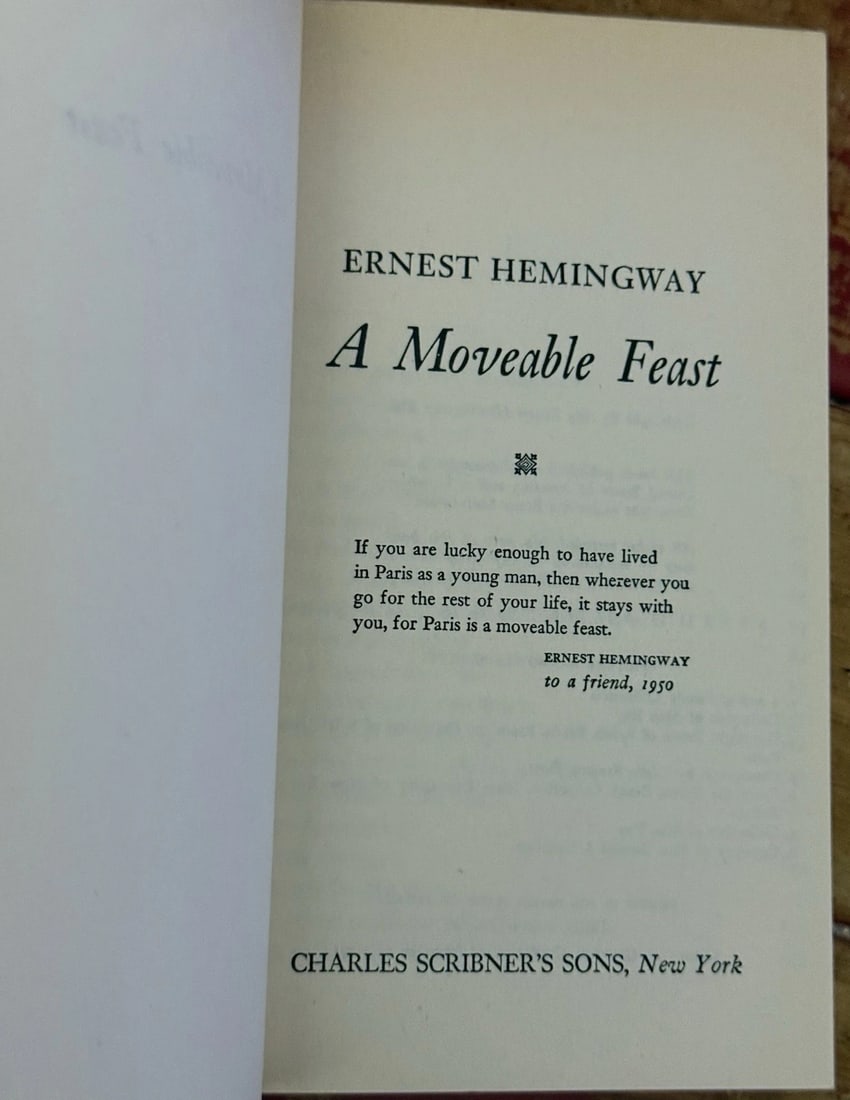 ERNEST HEMINGWAY
A Moveable Feast
If you are lucky enough to have lived
in Paris as a young man, then wherever you
go for the rest of your life, it stays with
you, for Paris is a moveable feast.
ERNEST HEMINGWAY
to a friend, 1950
CHARLES SCRIBNER'S SONS, New York